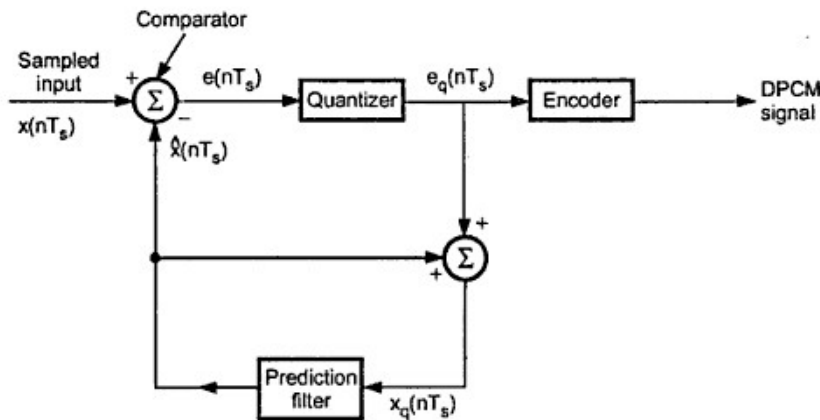 Comparator
Sampled
input
+
Σ
−
x(nTs)
e(nTs)
Quantizer
eq(nTs)
Encoder
DPCM
signal
x̂(nTs)
+
Σ
+
Prediction
filter
xq(nTs)